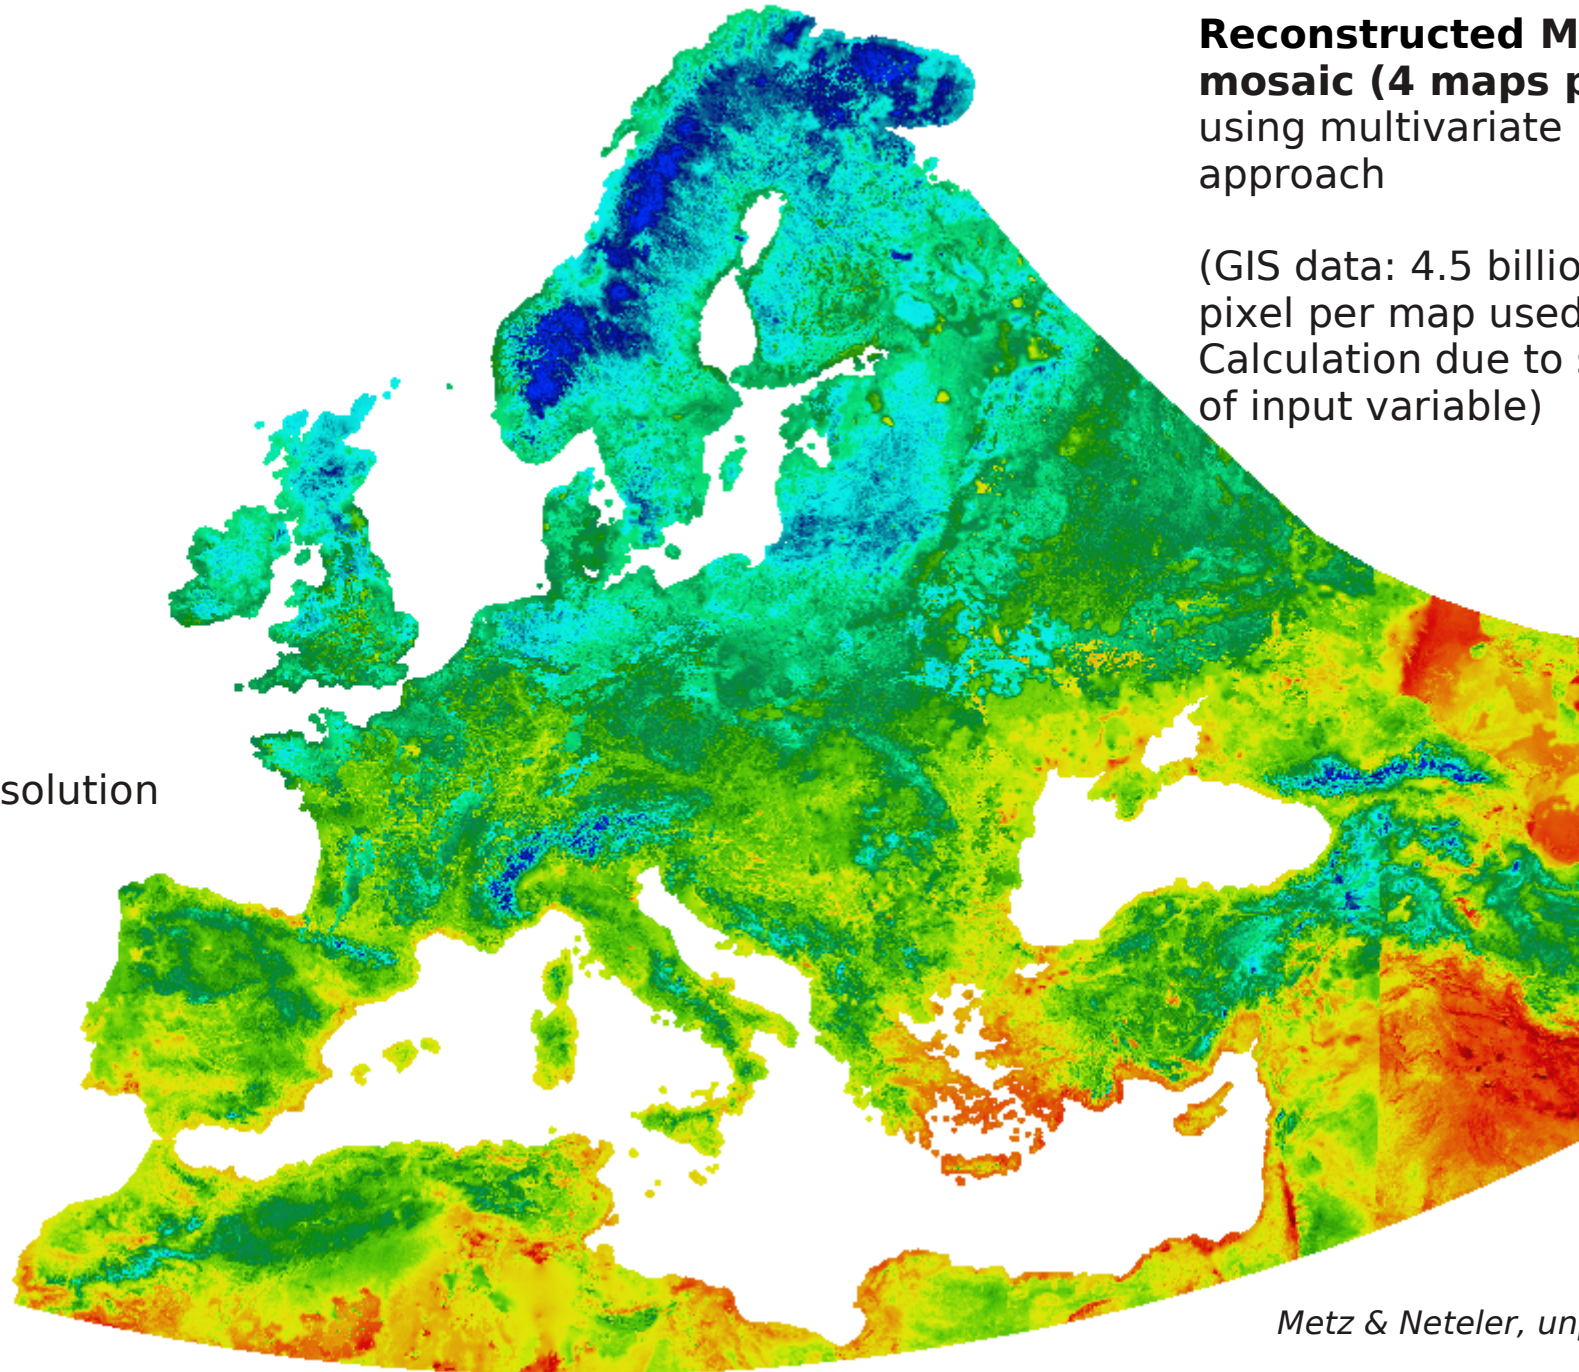 Reconstructed M
mosaic (4 maps p
using multivariate
approach
(GIS data: 4.5 billio
pixel per map used
Calculation due to
of input variable)
solution
Metz & Neteler, un